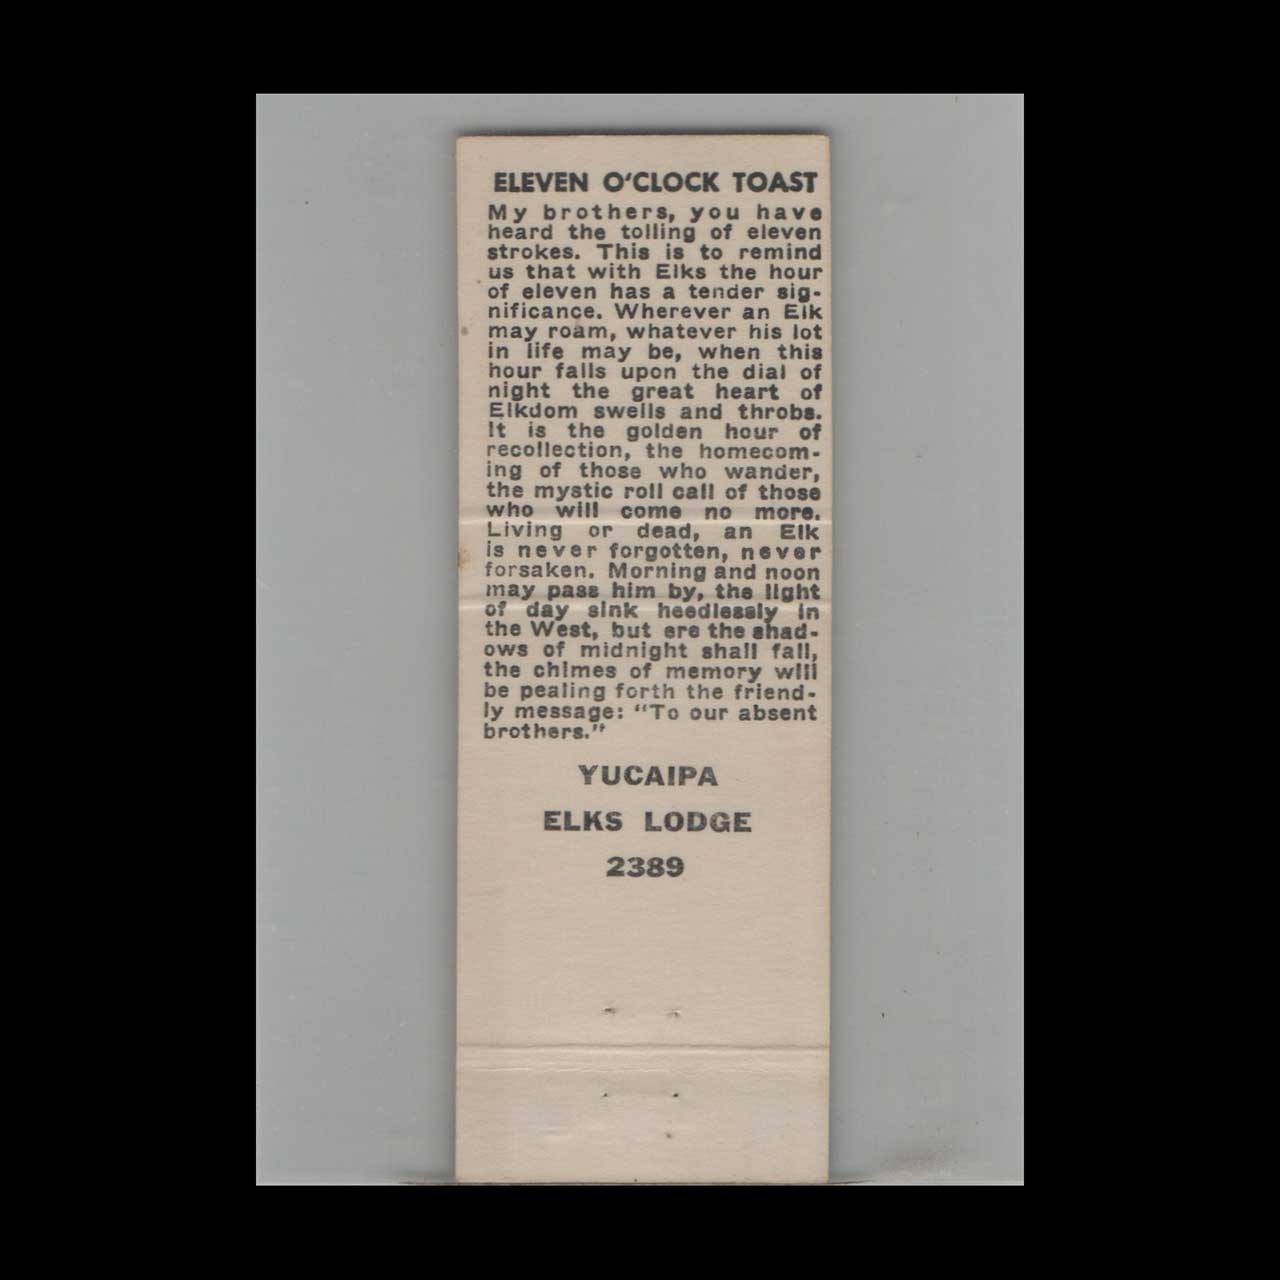 ELEVEN O'CLOCK TOAST
My brothers, you have
heard the tolling of eleven
strokes. This is to remind
us that with Elks the hour
of eleven has a tender sig-
nificance. Wherever an Elk
may roam, whatever his lot
in life may be, when this
hour falls upon the dial of
night the great heart of
Elkdom swells and throbs.
It is the golden hour of
recollection, the homecom-
ing of those who wander,
the mystic roll call of those
who will come no more.
Living or dead, an Elk
is never forgotten, never
forsaken. Morning and noon
may pass him by, the light
of day sink heedlessly in
the West, but ere the shad-
ows of midnight shall fall,
the chimes of memory will
be pealing forth the friend-
ly message: "To our absent
brothers."
YUCAIPA
ELKS LODGE
2389